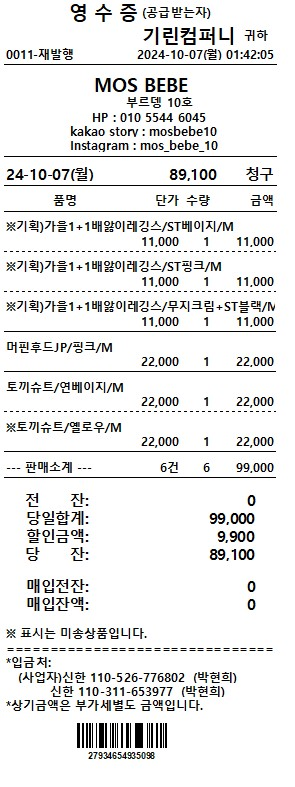 영 수 증 (공급받는자)
기린컴퍼니 귀하
0011-재발행 2024-10-07(월) 01:42:05
MOS BEBE
부르뎅 10호
HP : 010 5544 6045
kakao story : mosbebe10
Instagram : mos_bebe_10
24-10-07(월) 89,100 청구
품명 단가 수량 금액
※기획)가을1+1배앓이레깅스/ST베이지/M
11,000 1 11,000
※기획)가을1+1배앓이레깅스/ST핑크/M
11,000 1 11,000
※기획)가을1+1배앓이레깅스/무지크림+ST블랙/M
11,000 1 11,000
머핀후드JP/핑크/M
22,000 1 22,000
토끼슈트/연베이지/M
22,000 1 22,000
※토끼슈트/옐로우/M
22,000 1 22,000
--- 판매소계 --- 6건 6 99,000
전 잔: 0
당일합계: 99,000
할인금액: 9,900
당 잔: 89,100
매입전잔: 0
매입잔액: 0
※ 표시는 미송상품입니다.
================================
*입금처:
(사업자)신한 110-526-776802 (박현희)
신한 110-311-653977 (박현희)
*상기금액은 부가세별도 금액입니다.
27934654935098